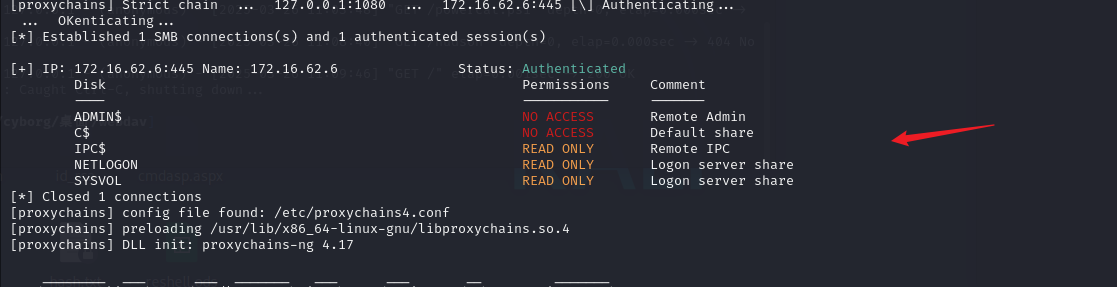 [proxychains] Strict chain  ...  127.0.0.1:1080  ...  172.16.62.6:445 [\] Authenticating...
 ...  OKenticating...
[*] Established 1 SMB connections(s) and 1 authenticated session(s)
[+] IP: 172.16.62.6:445 Name: 172.16.62.6 Status: Authenticated
Disk Permissions Comment
---- ----------- -------
ADMIN$ NO ACCESS Remote Admin
C$ NO ACCESS Default share
IPC$ READ ONLY Remote IPC
NETLOGON READ ONLY Logon server share
SYSVOL READ ONLY Logon server share
[*] Closed 1 connections
[proxychains] config file found: /etc/proxychains4.conf
[proxychains] preloading /usr/lib/x86_64-linux-gnu/libproxychains.so.4
[proxychains] DLL init: proxychains-ng 4.17